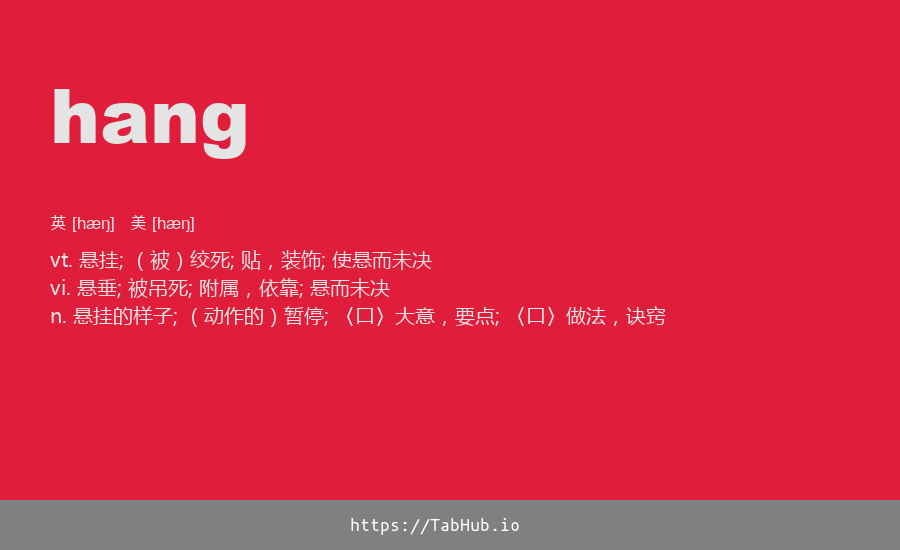 hang
英 [hæŋ] 美 [hæŋ]
vt. 悬挂; （被）绞死; 贴，装饰; 使悬而未决
vi. 悬垂; 被吊死; 附属，依靠; 悬而未决
n. 悬挂的样子; （动作的）暂停; 〈口〉大意，要点; 〈口〉做法，诀窍
https://TabHub.io